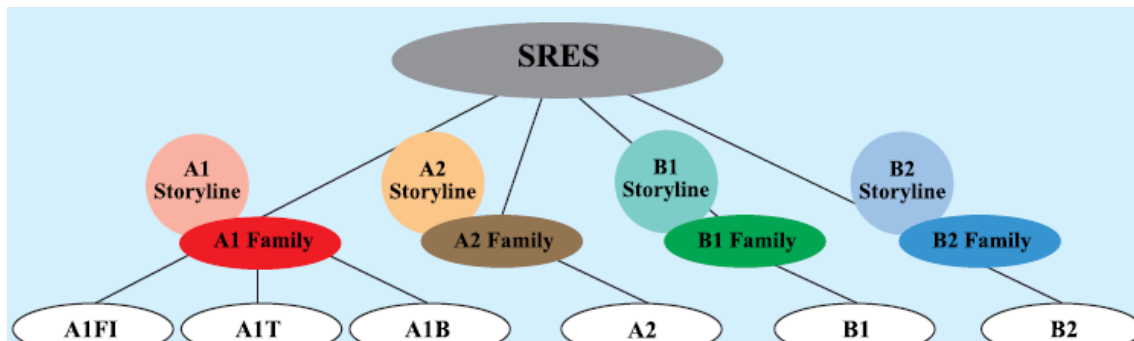 SRES
A1
Storyline
A2
Storyline
B1
Storyline
B2
Storyline
A1 Family
A2 Family
B1 Family
B2 Family
A1FI
A1T
A1B
A2
B1
B2